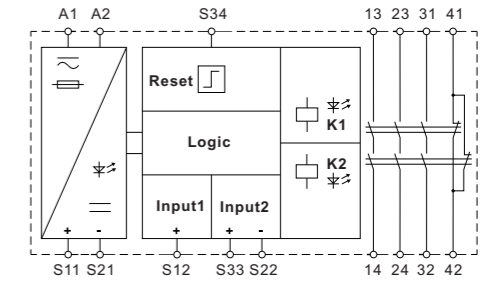 A1 A2 S34 13 23 31 41
Reset
K1
Logic
K2
Input1 Input2
+ - + + -
S11 S21 S12 S33 S22 14 24 32 42